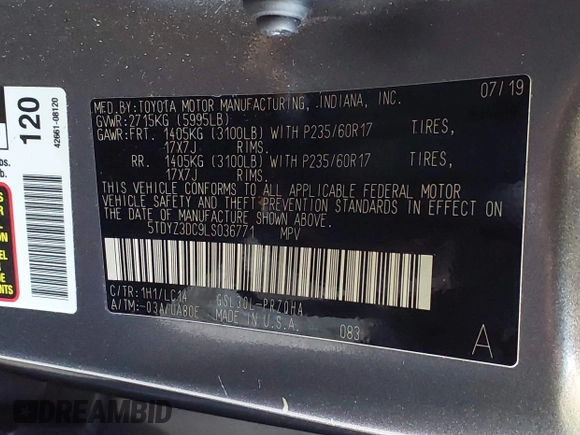 120
42661-08120
bs.
b.
MFD.BY:TOYOTA MOTOR MANUFACTURING, INDIANA, INC. 07/19
GVWR:2715KG (5995LB)
GAWR:FRT. 1405KG (3100LB) WITH P235/60R17 TIRES,
17X7J RIMS.
RR. 1405KG (3100LB) WITH P235/60R17 TIRES,
17X7J RIMS.
THIS VEHICLE CONFORMS TO ALL APPLICABLE FEDERAL MOTOR
VEHICLE SAFETY AND THEFT PREVENTION STANDARDS IN EFFECT ON
THE DATE OF MANUFACTURE SHOWN ABOVE.
5TDYZ3DC9LS036771 MPV
C/TR:1H1/LC14 GSL30L-PRZDHA
A/TM:-03A/UA80E MADE IN U.S.A. 083
A
DREAMBID